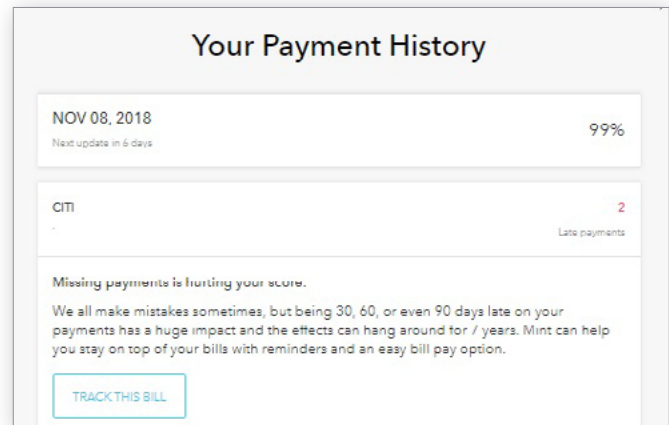 Your Payment History
NOV 08, 2018
Next update in 6 days
99%
CITI
2
Late payments
Missing payments is hurting your score.
We all make mistakes sometimes, but being 30, 60, or even 90 days late on your
payments has a huge impact and the effects can hang around for 7 years. Mint can help
you stay on top of your bills with reminders and an easy bill pay option.
TRACK THIS BILL